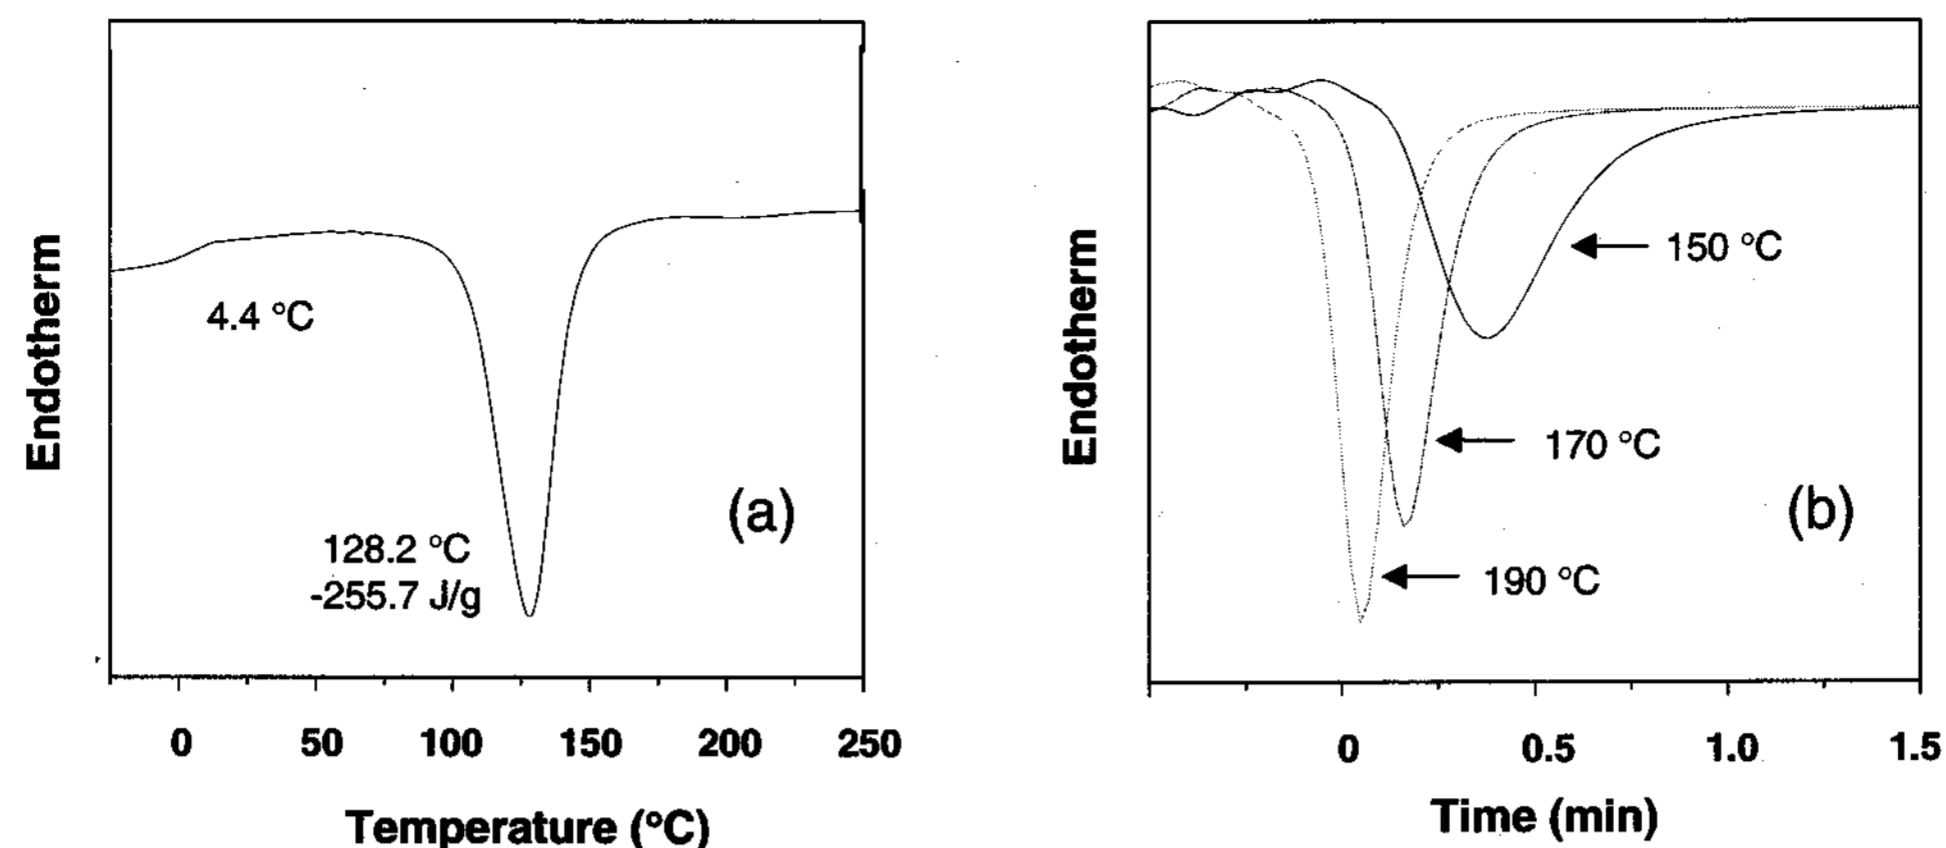 Endotherm
4.4 °C
128.2 °C
-255.7 J/g
(a)
0 50 100 150 200 250
Temperature (°C)
Endotherm
150 °C
170 °C
190 °C
(b)
0 0.5 1.0 1.5
Time (min)